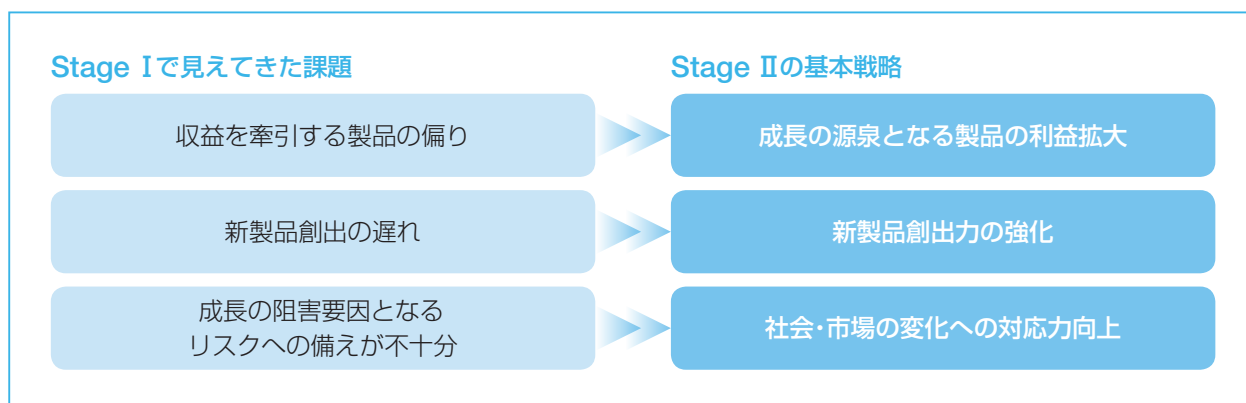 Stage Ⅰで見えてきた課題
Stage Ⅱの基本戦略
収益を牽引する製品の偏り
成長の源泉となる製品の利益拡大
新製品創出の遅れ
新製品創出力の強化
成長の阻害要因となる
リスクへの備えが不十分
社会・市場の変化への対応力向上